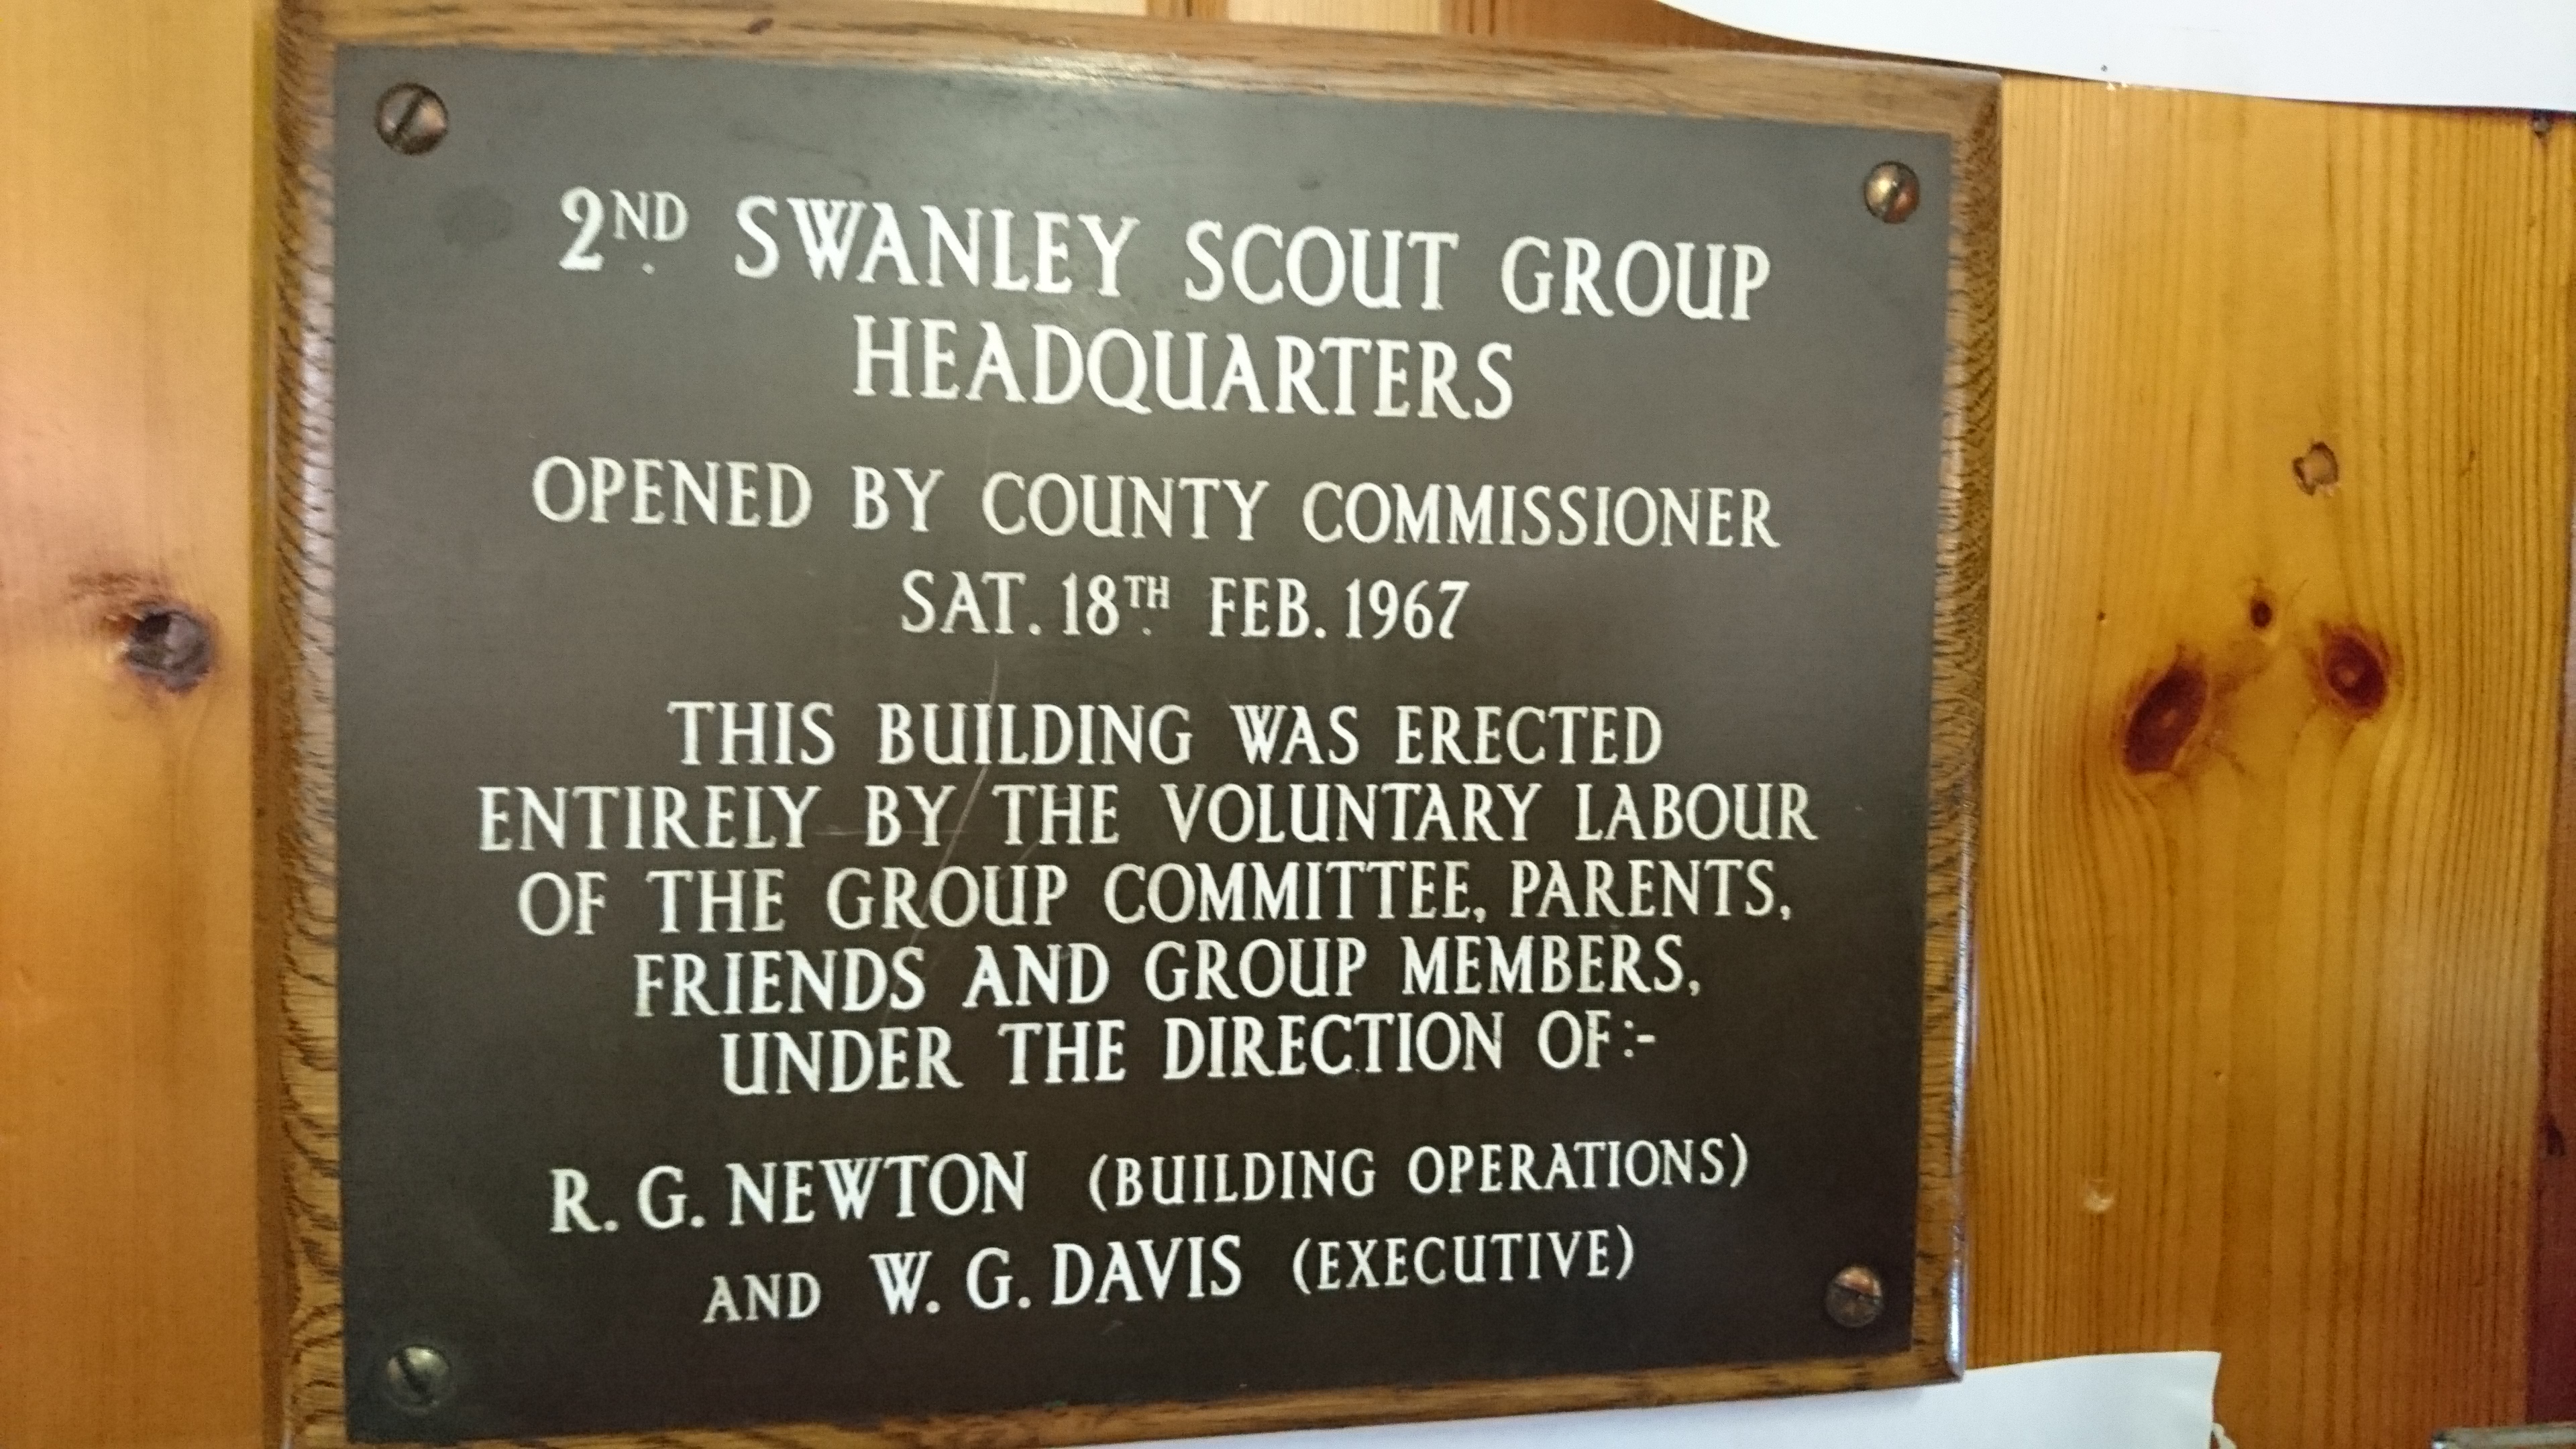 2ND SWANLEY SCOUT GROUP
HEADQUARTERS
OPENED BY COUNTY COMMISSIONER
SAT. 18TH FEB. 1967
THIS BUILDING WAS ERECTED
ENTIRELY BY THE VOLUNTARY LABOUR
OF THE GROUP COMMITTEE, PARENTS,
FRIENDS AND GROUP MEMBERS,
UNDER THE DIRECTION OF:-
R. G. NEWTON (BUILDING OPERATIONS)
AND W. G. DAVIS (EXECUTIVE)